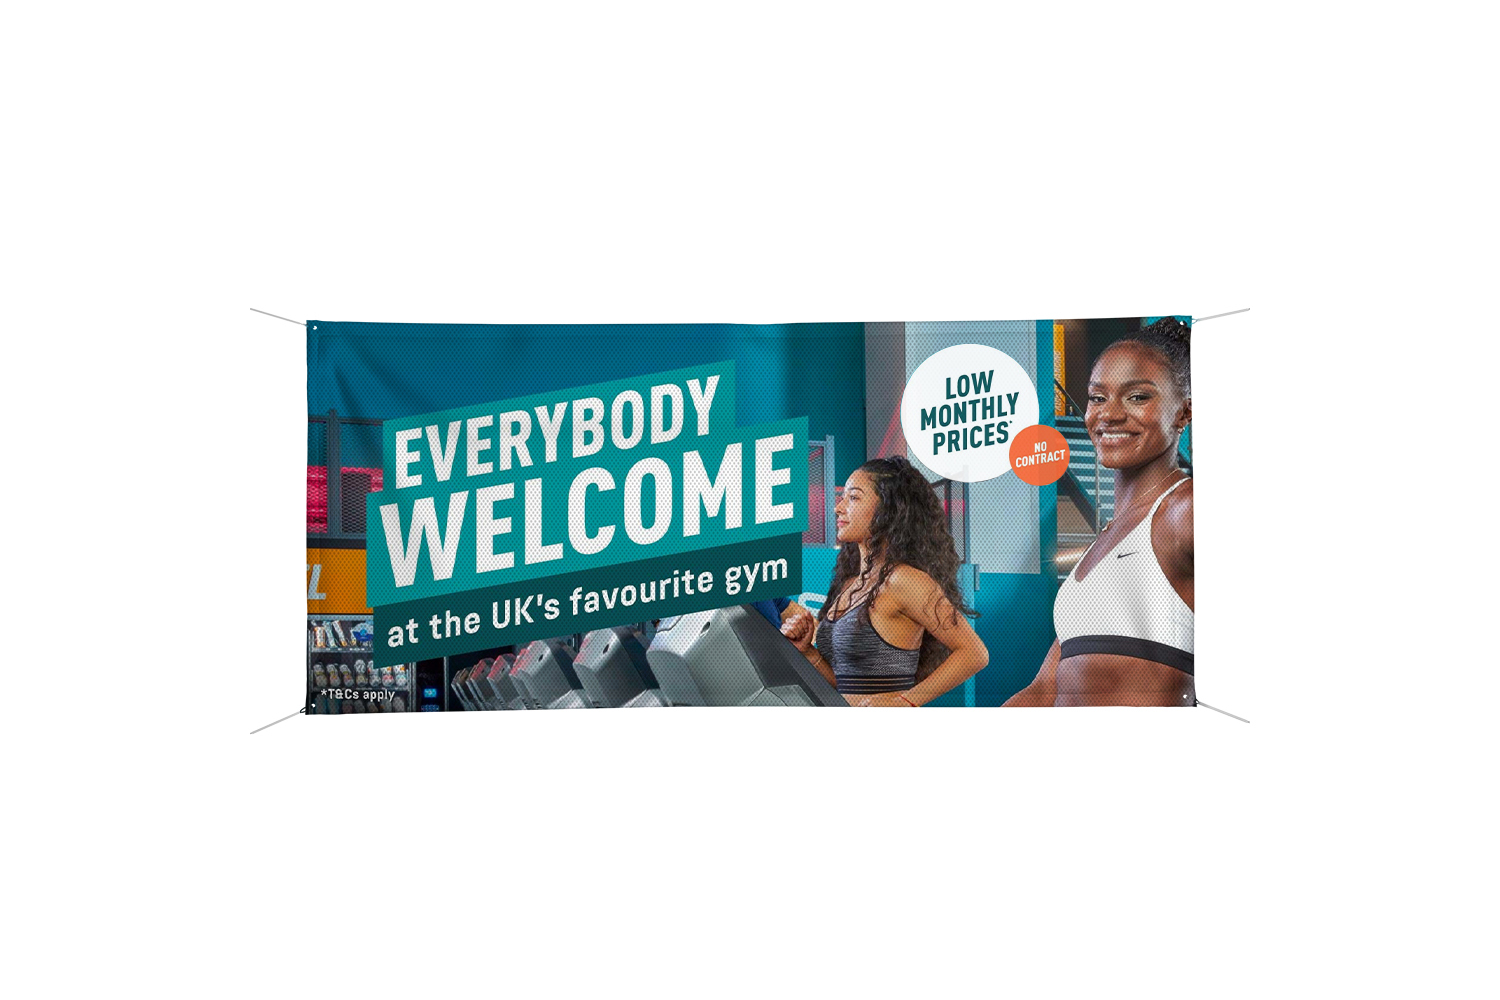 EVERYBODY
WELCOME
at the UK's favourite gym
*T&Cs apply
LOW
MONTHLY
PRICES*
NO
CONTRACT